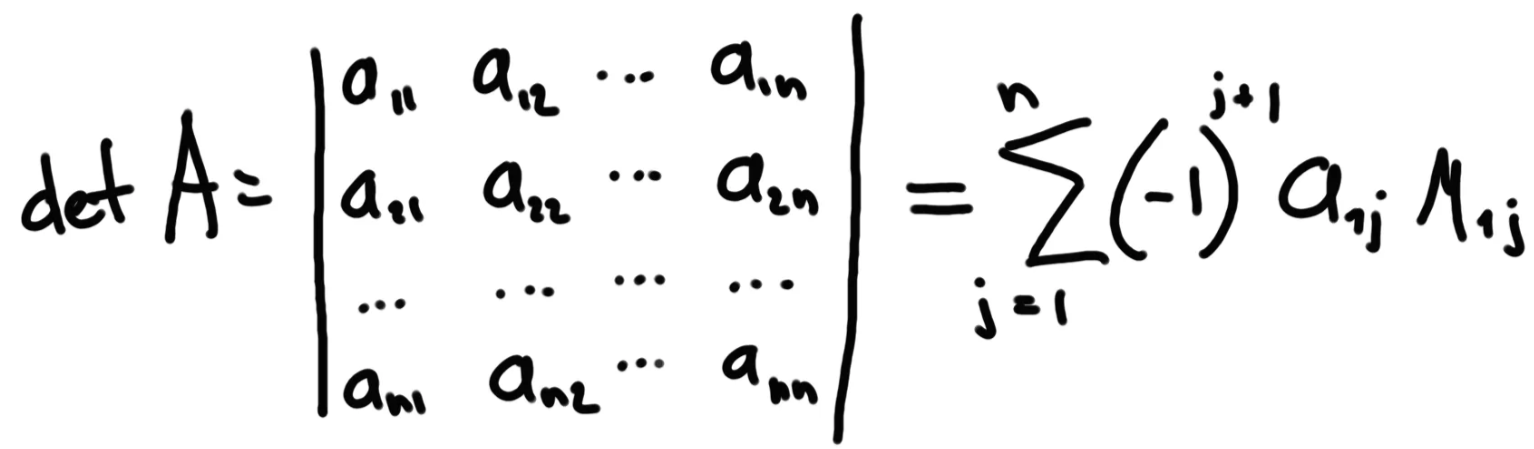 \det A = \begin{vmatrix} a_{11} & a_{12} & \cdots & a_{1n} \\ a_{21} & a_{22} & \cdots & a_{2n} \\ \cdots & \cdots & \cdots & \cdots \\ a_{n1} & a_{n2} & \cdots & a_{nn} \end{vmatrix} = \sum_{j=1}^{n} (-1)^{j+1} a_{1j} M_{1j}